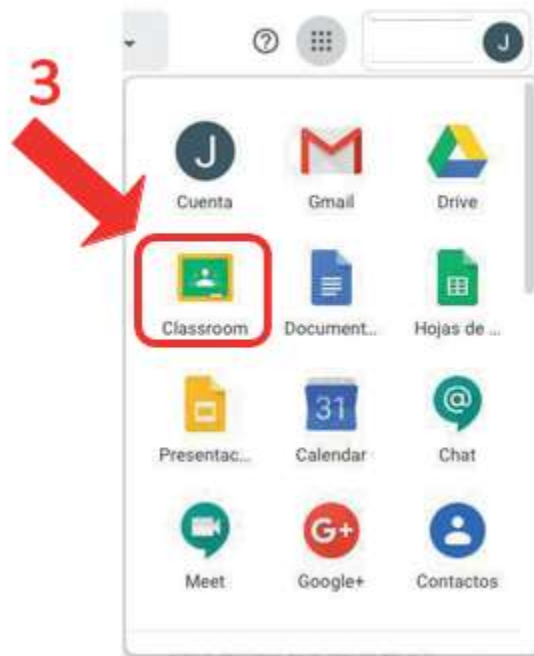 J
3
J
Cuenta Gmail Drive
Classroom Document... Hojas de ...
31
@
Presentac... Calendar Chat
G+
Meet Google+ Contactos